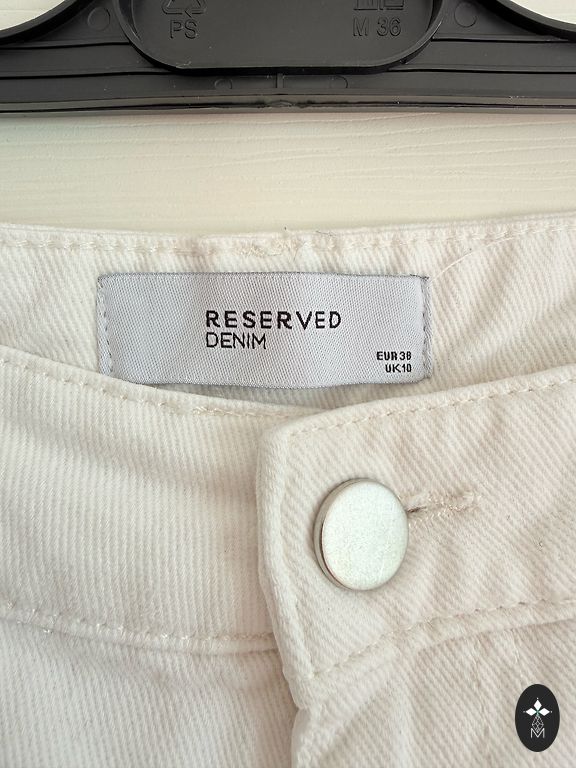 PS
M 36
RESERVED
DENIM
EUR 38
UK 10
M